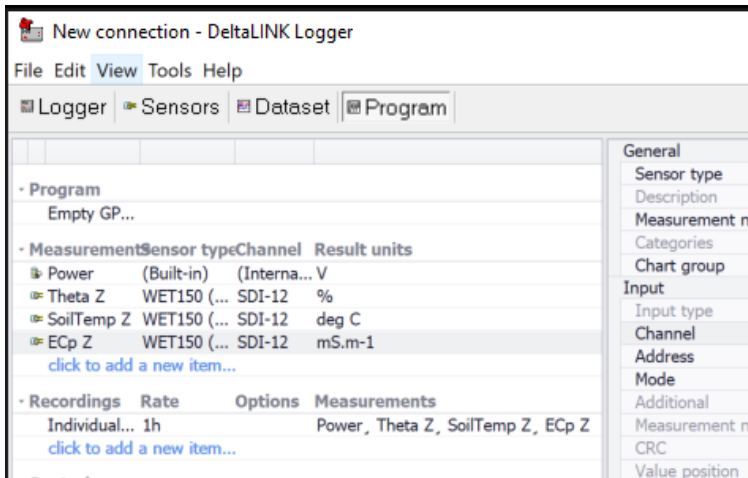 New connection - DeltaLINK Logger
File Edit View Tools Help
Logger Sensors Dataset Program
Program
Empty GP...
Measurements Sensor type Channel Result units
Power (Built-in) (Interna... V
Theta Z WET150 (... SDI-12 %
SoilTemp Z WET150 (... SDI-12 deg C
ECp Z WET150 (... SDI-12 mS.m-1
click to add a new item...
Recordings Rate Options Measurements
Individual... 1h Power, Theta Z, SoilTemp Z, ECp Z
click to add a new item...
General
Sensor type
Description
Measurement n
Categories
Chart group
Input
Input type
Channel
Address
Mode
Additional
Measurement n
CRC
Value position